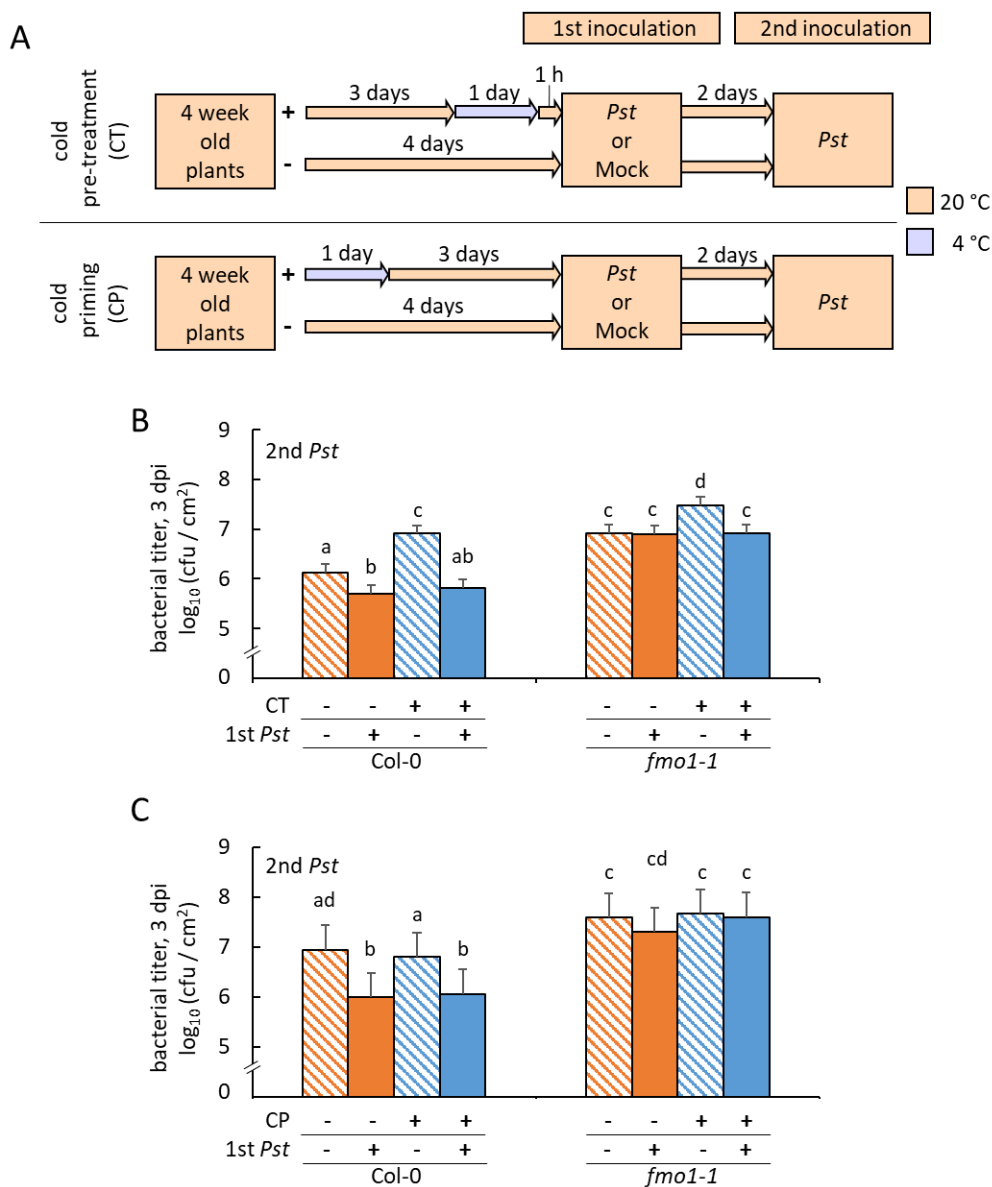 A
1st inoculation
2nd inoculation
cold
pre-treatment
(CT)
4 week
old
plants
+
3 days
1 day
1 h
-
4 days
Pst
or
Mock
2 days
Pst
20 °C
4 °C
cold
priming
(CP)
4 week
old
plants
+
1 day
3 days
-
4 days
Pst
or
Mock
2 days
Pst
B
2nd Pst
bacterial titer, 3 dpi
log10 (cfu / cm2)
9
8
7
6
5
0
a
b
c
ab
c
c
d
c
CT - - + + - - + +
1st Pst - + - + - + - +
Col-0 fmo1-1
C
2nd Pst
bacterial titer, 3 dpi
log10 (cfu / cm2)
9
8
7
6
5
0
ad
b
a
b
c
cd
c
c
CP - - + + - - + +
1st Pst - + - + - + - +
Col-0 fmo1-1